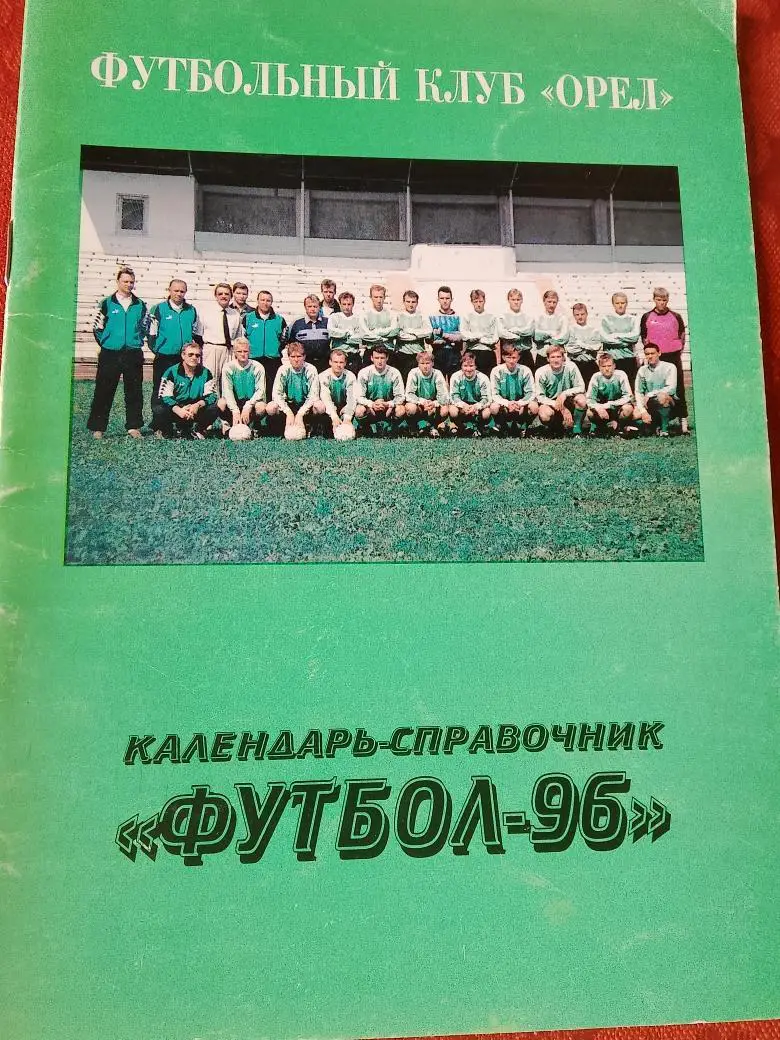 ФУТБОЛЬНЫЙ КЛУБ «ОРЕЛ»
КАЛЕНДАРЬ-СПРАВОЧНИК
«ФУТБОЛ-96»